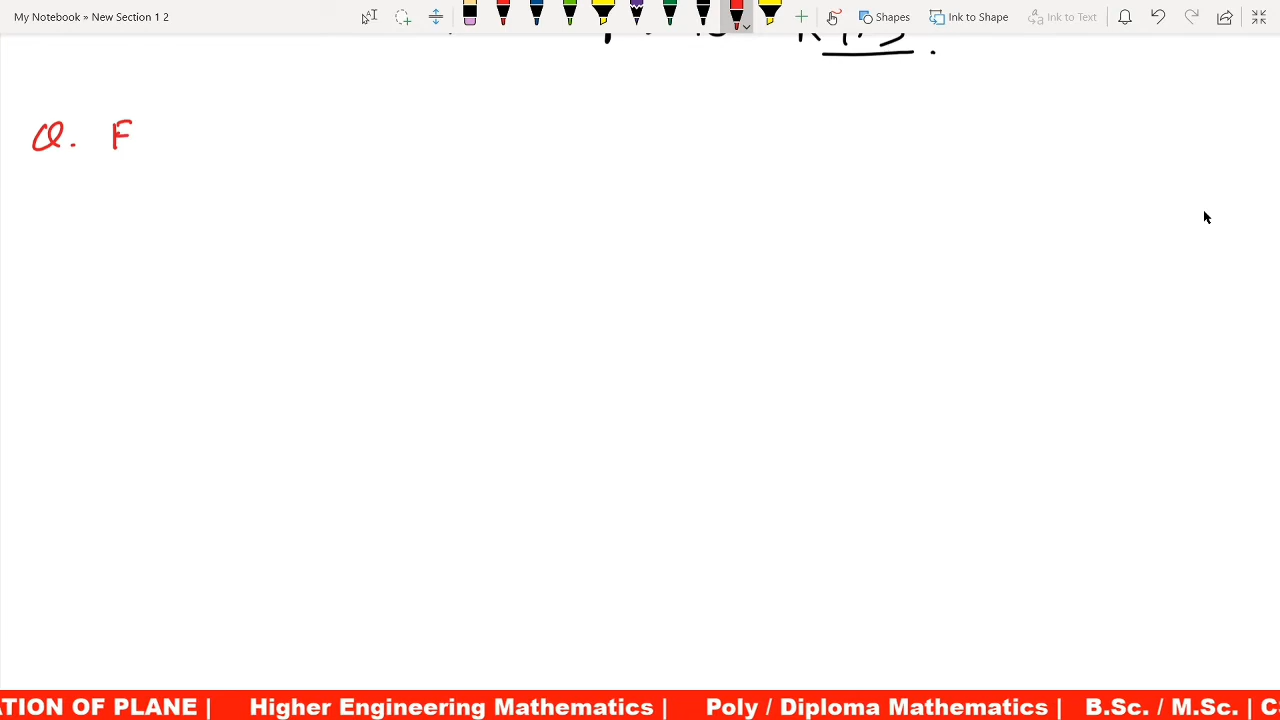 My Notebook » New Section 1 2
Shapes
Ink to Shape
Ink to Text
Q. F
ATION OF PLANE | Higher Engineering Mathematics | Poly / Diploma Mathematics | B.Sc. / M.Sc. | C